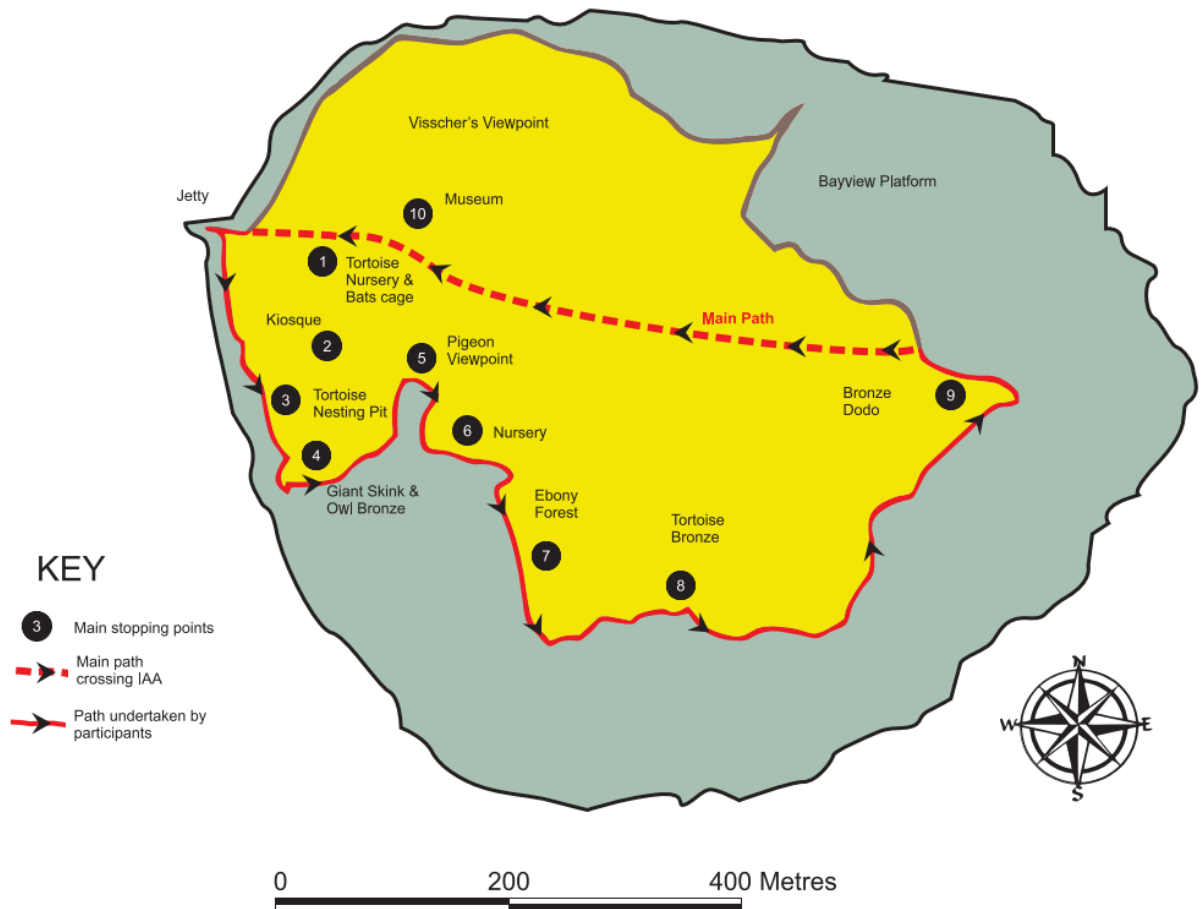 Visscher's Viewpoint
Jetty
Bayview Platform
10
Museum
1
Tortoise
Nursery &
Bats cage
Main Path
Kiosque
2
5
Pigeon
Viewpoint
3
Tortoise
Nesting Pit
Bronze
Dodo
9
6
Nursery
4
Giant Skink &
Owl Bronze
Ebony
Forest
7
Tortoise
Bronze
8
KEY
3
Main stopping points
Main path
crossing IAA
Path undertaken by
participants
N
W
E
S
0 200 400 Metres